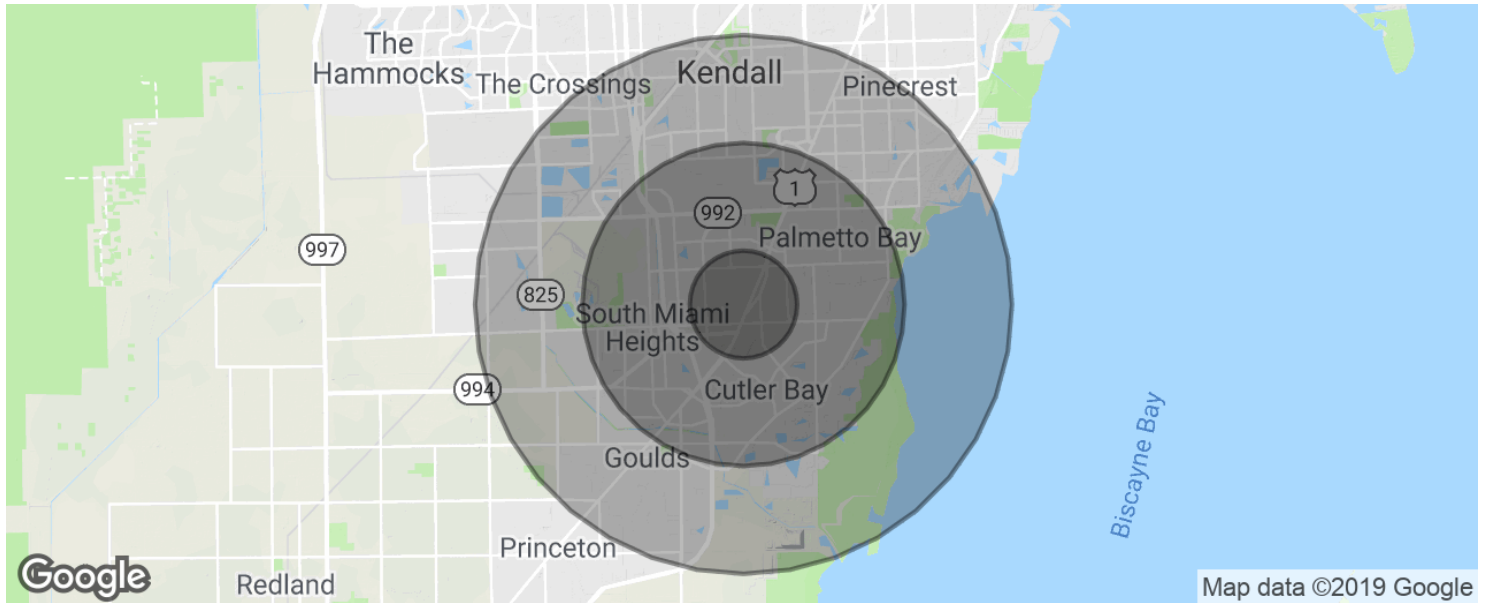 The
Hammocks
The Crossings
Kendall
Pinecrest
1
992
Palmetto Bay
997
825
South Miami
Heights
994
Cutler Bay
Goulds
Biscayne Bay
Princeton
Redland
Google
Map data ©2019 Google